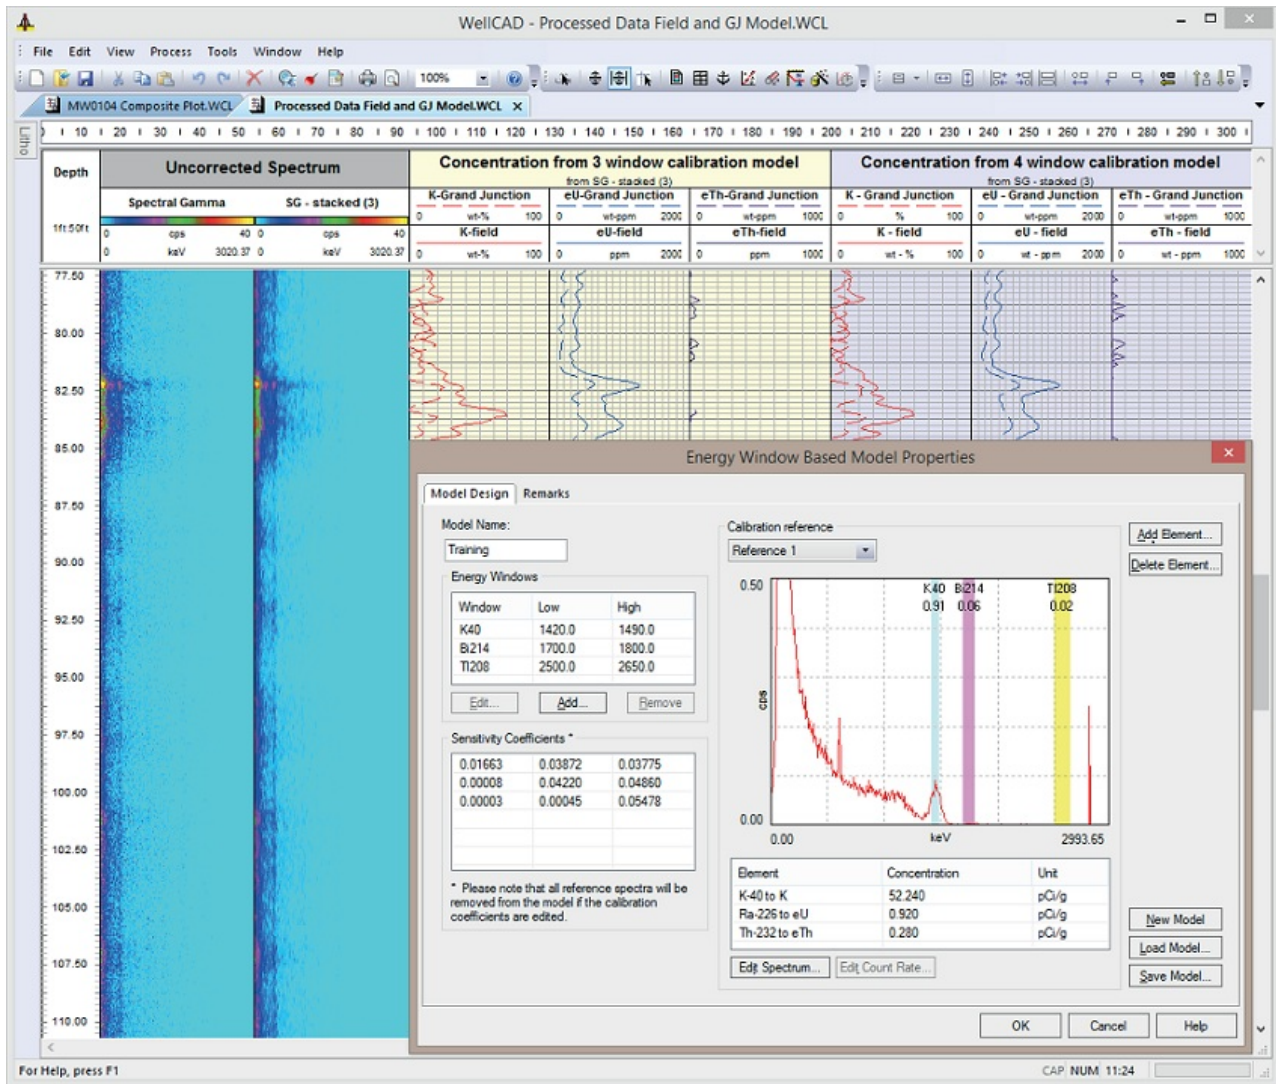 WellCAD - Processed Data Field and GJ Model.WCL
File Edit View Process Tools Window Help
100%
MW0104 Composite Plot.WCL Processed Data Field and GJ Model.WCL
Litho
10 20 30 40 50 60 70 80 90 100 110 120 130 140 150 160 170 180 190 200 210 220 230 240 250 260 270 280 290 300
Depth
1ft:50ft
Uncorrected Spectrum
Spectral Gamma SG - stacked (3)
0 cps 40 0 cps 40
0 keV 3020.37 0 keV 3020.37
Concentration from 3 window calibration model
from SG - stacked (3)
K-Grand Junction eU-Grand Junction eTh-Grand Junction
0 wt-% 100 0 wt-ppm 2000 0 wt-ppm 1000
K-field eU-field eTh-field
0 wt-% 100 0 ppm 2000 0 ppm 1000
Concentration from 4 window calibration model
from SG - stacked (3)
K - Grand Junction eU - Grand Junction eTh - Grand Junction
0 % 100 0 wt-ppm 2000 0 wt-ppm 1000
K - field eU - field eTh - field
0 wt - % 100 0 wt - ppm 2000 0 wt - ppm 1000
77.50
80.00
82.50
85.00
87.50
90.00
92.50
95.00
97.50
100.00
102.50
105.00
107.50
110.00
Energy Window Based Model Properties
Model Design Remarks
Model Name:
Training
Energy Windows
Window Low High
K40 1420.0 1490.0
Bi214 1700.0 1800.0
Tl208 2500.0 2650.0
Edit... Add... Remove
Sensitivity Coefficients *
0.01663 0.03872 0.03775
0.00008 0.04220 0.04860
0.00003 0.00045 0.05478
* Please note that all reference spectra will be
removed from the model if the calibration
coefficients are edited.
Calibration reference
Reference 1
0.50
K40 Bi214 Tl208
0.91 0.06 0.02
cps
0.00
0.00 keV 2993.65
Element Concentration Unit
K-40 to K 52.240 pCi/g
Ra-226 to eU 0.920 pCi/g
Th-232 to eTh 0.280 pCi/g
Edit Spectrum... Edit Count Rate...
Add Element...
Delete Element...
New Model
Load Model...
Save Model...
OK Cancel Help
For Help, press F1
CAP NUM 11:24